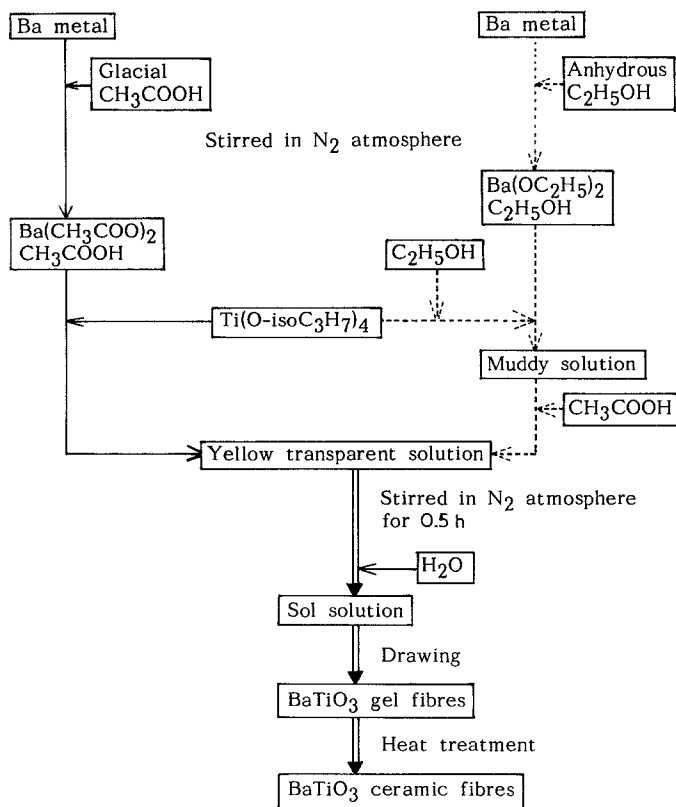 Ba metal
Ba metal
Glacial
CH3COOH
Anhydrous
C2H5OH
Stirred in N2 atmosphere
Ba(OC2H5)2
C2H5OH
Ba(CH3COO)2
CH3COOH
C2H5OH
Ti(O-isoC3H7)4
Muddy solution
CH3COOH
Yellow transparent solution
Stirred in N2 atmosphere
for 0.5 h
H2O
Sol solution
Drawing
BaTiO3 gel fibres
Heat treatment
BaTiO3 ceramic fibres